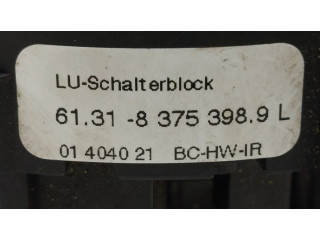 LU-Schalterblock
61.31 -8 375 398.9 L
01 4040 21 BC-HW-IR